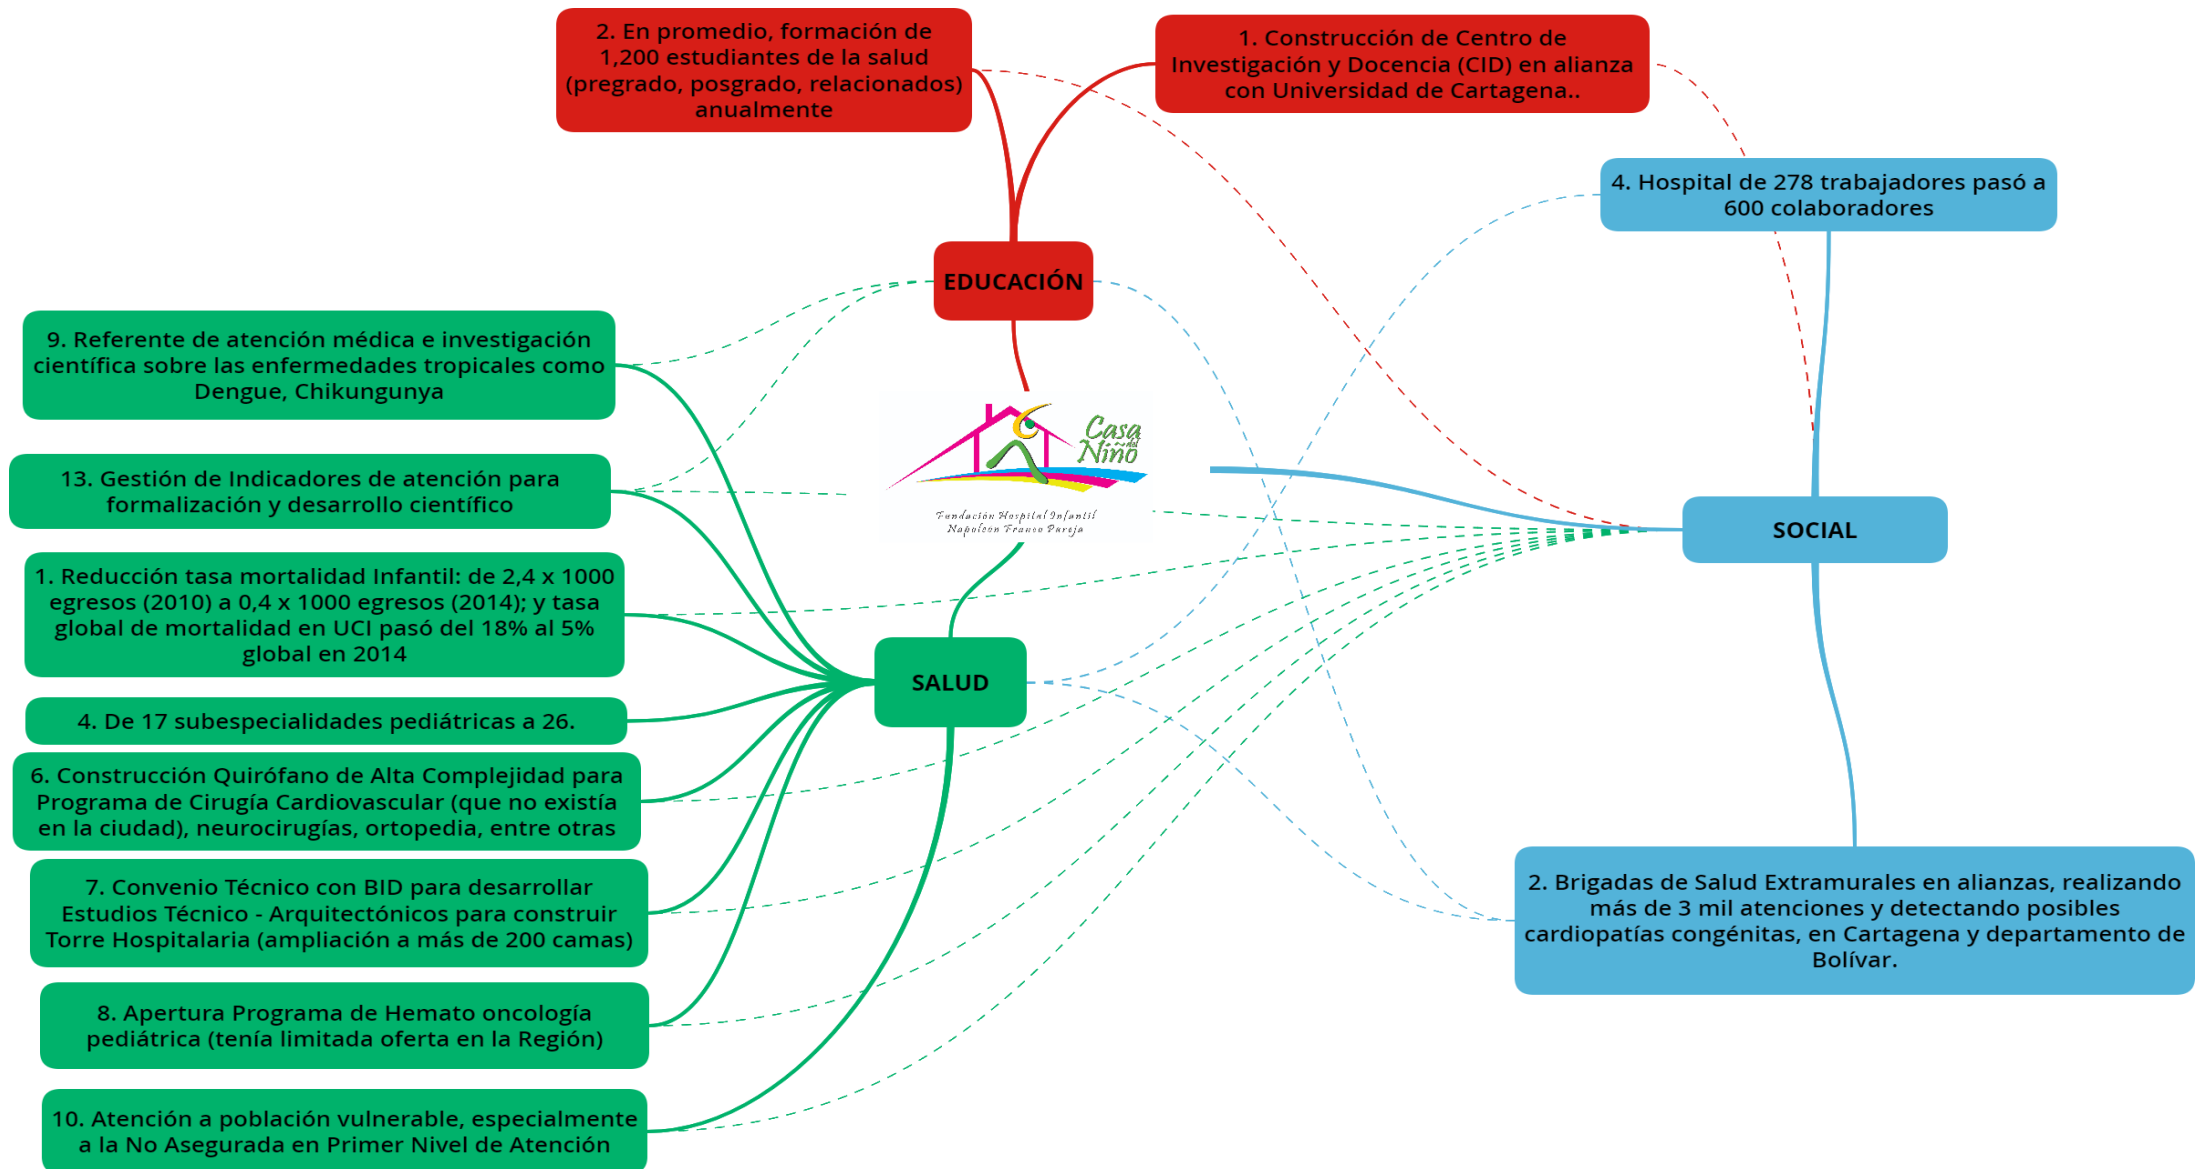 2. En promedio, formación de
1,200 estudiantes de la salud
(pregrado, posgrado, relacionados)
anualmente
1. Construcción de Centro de
Investigación y Docencia (CID) en alianza
con Universidad de Cartagena..
4. Hospital de 278 trabajadores pasó a
600 colaboradores
EDUCACIÓN
9. Referente de atención médica e investigación
científica sobre las enfermedades tropicales como
Dengue, Chikungunya
Casa
del
Niño
Fundación Hospital Infantil
Napoleón Franco Pareja
13. Gestión de Indicadores de atención para
formalización y desarrollo científico
SOCIAL
1. Reducción tasa mortalidad Infantil: de 2,4 x 1000
egresos (2010) a 0,4 x 1000 egresos (2014); y tasa
global de mortalidad en UCI pasó del 18% al 5%
global en 2014
SALUD
4. De 17 subespecialidades pediátricas a 26.
6. Construcción Quirófano de Alta Complejidad para
Programa de Cirugía Cardiovascular (que no existía
en la ciudad), neurocirugías, ortopedia, entre otras
7. Convenio Técnico con BID para desarrollar
Estudios Técnico - Arquitectónicos para construir
Torre Hospitalaria (ampliación a más de 200 camas)
2. Brigadas de Salud Extramurales en alianzas, realizando
más de 3 mil atenciones y detectando posibles
cardiopatías congénitas, en Cartagena y departamento de
Bolívar.
8. Apertura Programa de Hemato oncología
pediátrica (tenía limitada oferta en la Región)
10. Atención a población vulnerable, especialmente
a la No Asegurada en Primer Nivel de Atención